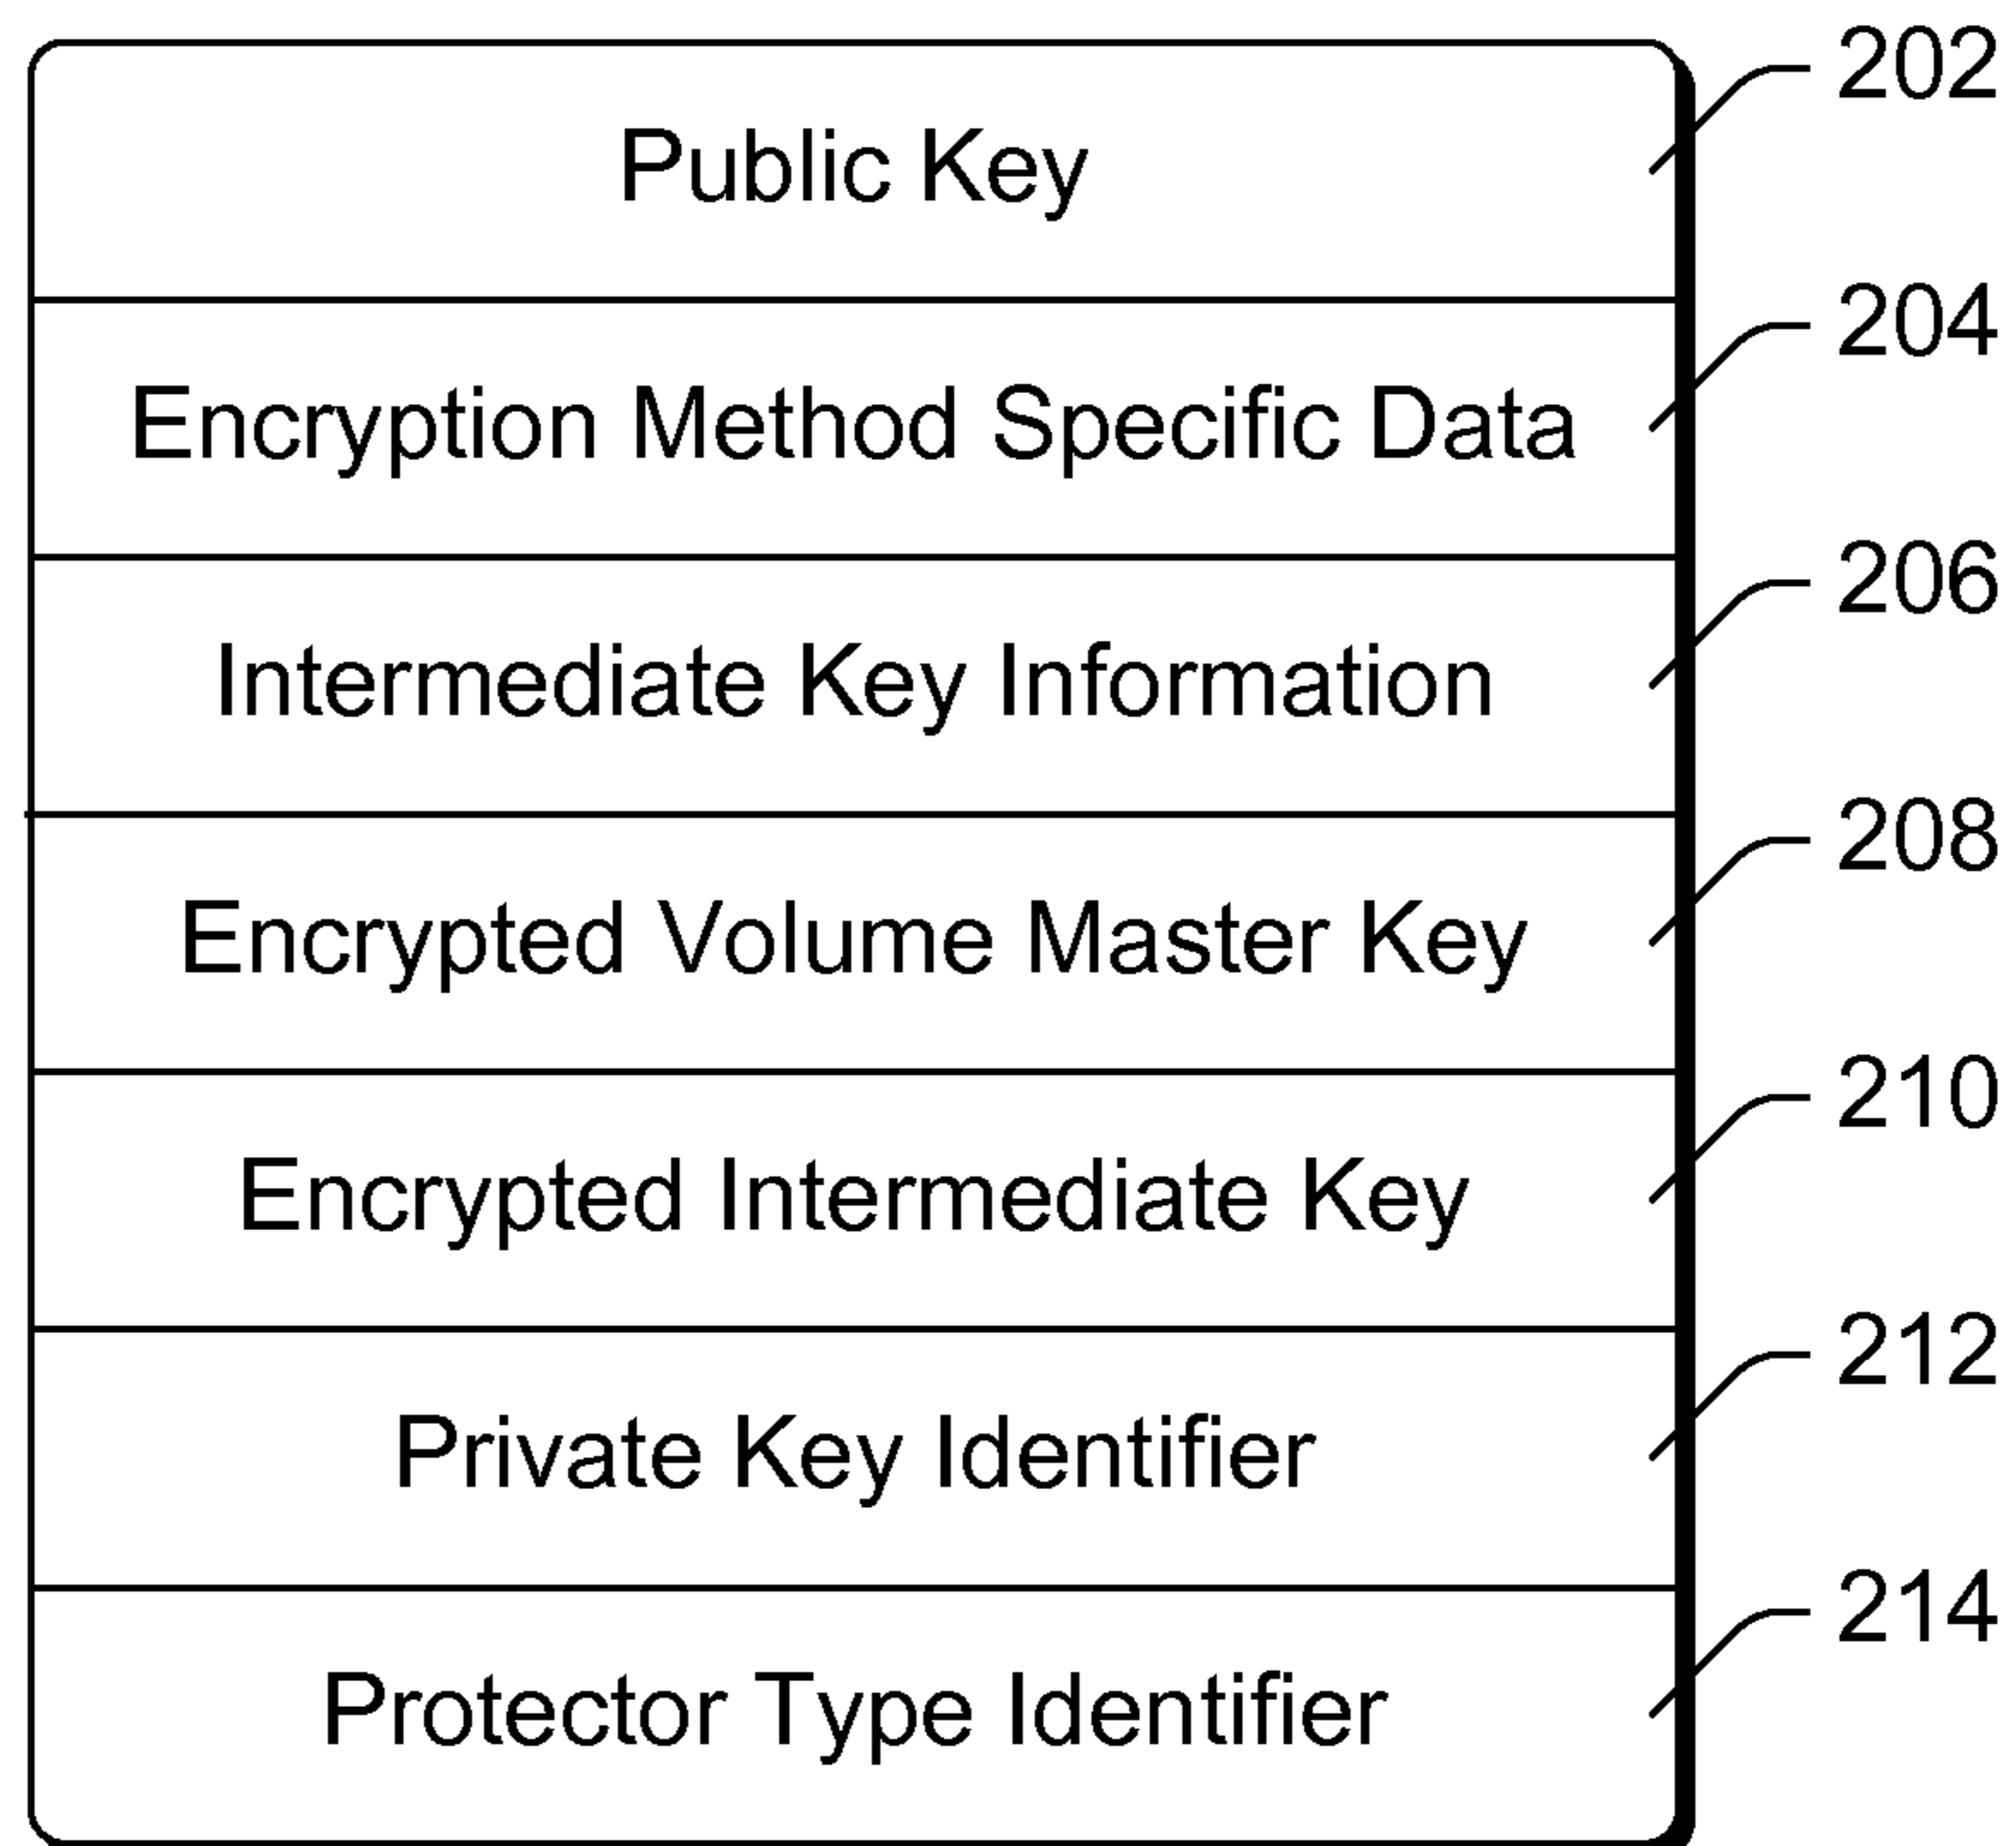 202
Public Key
204
Encryption Method Specific Data
206
Intermediate Key Information
208
Encrypted Volume Master Key
210
Encrypted Intermediate Key
212
Private Key Identifier
214
Protector Type Identifier